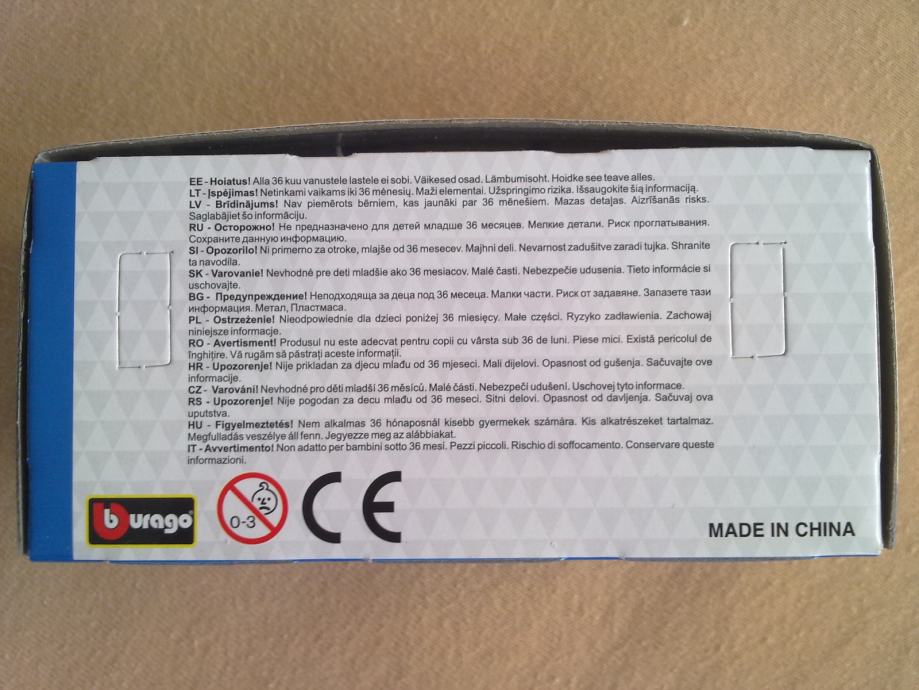 EE - Hoiatus! Alla 36 kuu vanustele lastele ei sobi. Väikesed osad. Lämbumisoht. Hoidke see teave alles.
LT - Įspėjimas! Netinkami vaikams iki 36 mėnesių. Maži elementai. Užspringimo rizika. Išsaugokite šią informaciją.
LV - Brīdinājums! Nav piemērots bērniem, kas jaunāki par 36 mēnešiem. Mazas detaļas. Aizrīšanās risks.
Saglabājiet šo informāciju.
RU - Осторожно! Не предназначено для детей младше 36 месяцев. Мелкие детали. Риск проглатывания.
Сохраните данную информацию.
SI - Opozorilo! Ni primerno za otroke, mlajše od 36 mesecev. Majhni deli. Nevarnost zadušitve zaradi tujka. Shranite
ta navodila.
SK - Varovanie! Nevhodné pre deti mladšie ako 36 mesiacov. Malé časti. Nebezpečie udusenia. Tieto informácie si
uschovajte.
BG - Предупреждение! Неподходяща за деца под 36 месеца. Малки части. Риск от задавяне. Запазете тази
информация. Метал, Пластмаса.
PL - Ostrzeżenie! Nieodpowiednie dla dzieci poniżej 36 miesięcy. Małe części. Ryzyko zadławienia. Zachowaj
niniejsze informacje.
RO - Avertisment! Produsul nu este adecvat pentru copii cu vârsta sub 36 de luni. Piese mici. Există pericolul de
înghițire. Vă rugăm să păstrați aceste informații.
HR - Upozorenje! Nije prikladan za djecu mlađu od 36 mjeseci. Mali dijelovi. Opasnost od gušenja. Sačuvajte ove
informacije.
CZ - Varování! Nevhodné pro děti mladší 36 měsíců. Malé části. Nebezpečí udušení. Uschovej tyto informace.
RS - Upozorenje! Nije pogodan za decu mlađu od 36 meseci. Sitni delovi. Opasnost od davljenja. Sačuvaj ova
uputstva.
HU - Figyelmeztetés! Nem alkalmas 36 hónaposnál kisebb gyermekek számára. Kis alkatrészeket tartalmaz.
Megfulladás veszélye áll fenn. Jegyezze meg az alábbiakat.
IT - Avvertimento! Non adatto per bambini sotto 36 mesi. Pezzi piccoli. Rischio di soffocamento. Conservare queste
informazioni.
burago
0-3
CE
MADE IN CHINA